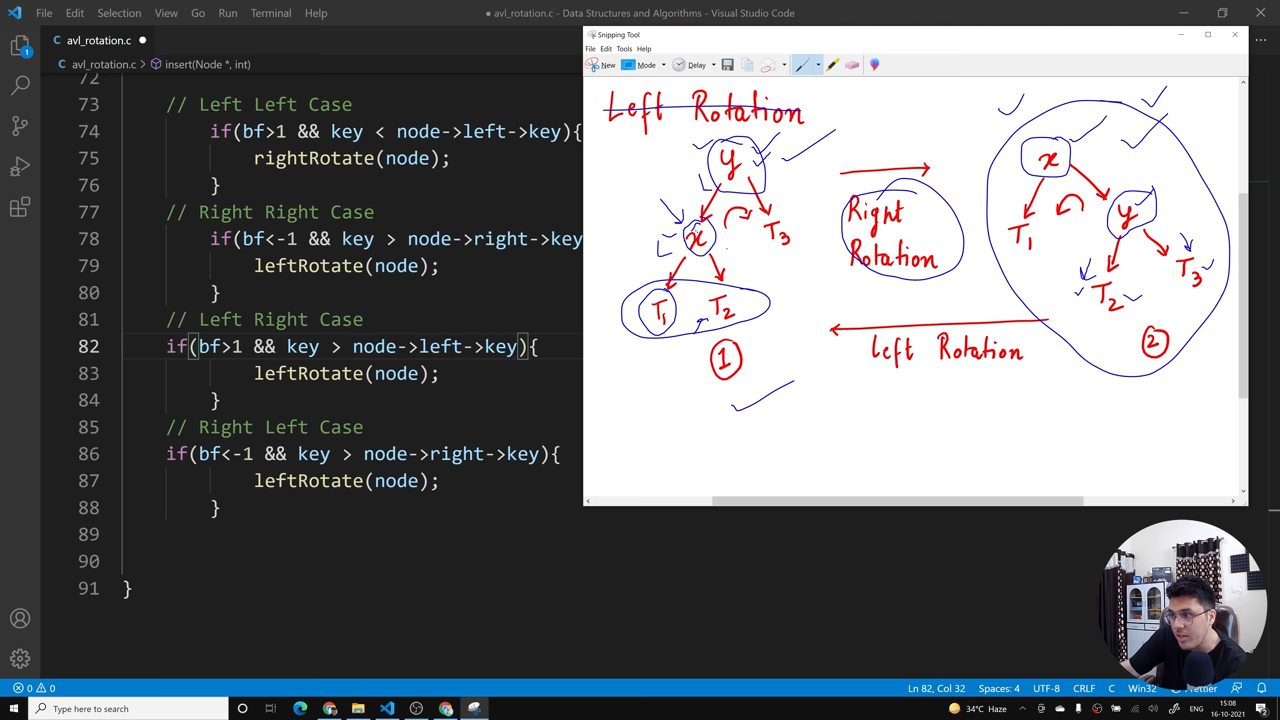 File Edit Selection View Go Run Terminal Help
avl_rotation.c - Data Structures and Algorithms - Visual Studio Code
avl_rotation.c
avl_rotation.c > insert(Node *, int)
72
73 // Left Left Case
74 if(bf>1 && key < node->left->key){
75 rightRotate(node);
76 }
77 // Right Right Case
78 if(bf<-1 && key > node->right->key
79 leftRotate(node);
80 }
81 // Left Right Case
82 if(bf>1 && key > node->left->key){
83 leftRotate(node);
84 }
85 // Right Left Case
86 if(bf<-1 && key > node->right->key){
87 leftRotate(node);
88 }
89
90
91 }
Snipping Tool
File Edit Tools Help
New Mode Delay
Left Rotation
y
x T3
T1 T2
1
Right
Rotation
Left Rotation
x
T1 y
T2 T3
2
0 0
Ln 82, Col 32 Spaces: 4 UTF-8 CRLF C Win32 Prettier
Type here to search
34°C Haze
ENG
15:08
16-10-2021
1